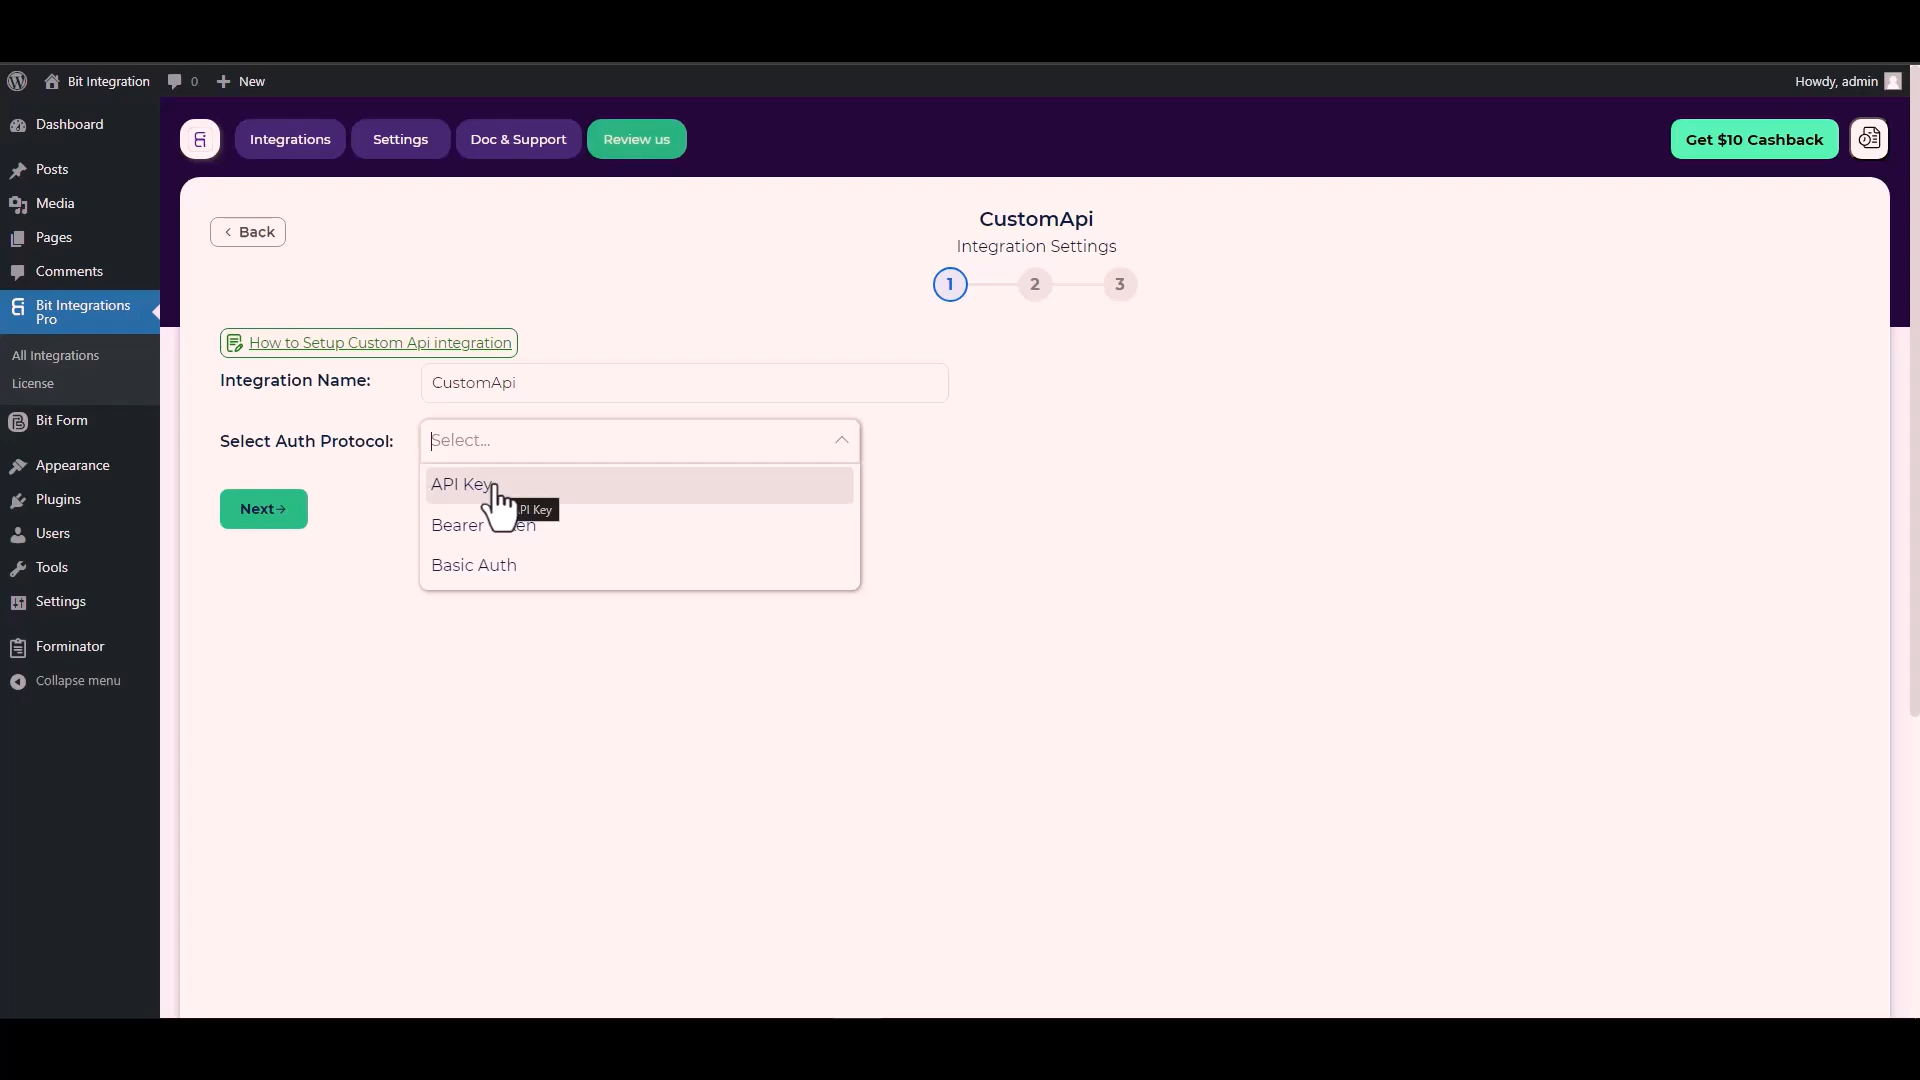 Bit Integration
0
New
Howdy, admin
Dashboard
Posts
Media
Pages
Comments
Bit Integrations
Pro
All Integrations
License
Bit Form
Appearance
Plugins
Users
Tools
Settings
Forminator
Collapse menu
Integrations
Settings
Doc & Support
Review us
Get $10 Cashback
Back
CustomApi
Integration Settings
1
2
3
How to Setup Custom Api integration
Integration Name:
CustomApi
Select Auth Protocol:
Select...
API Key
PI Key
Bearer
Basic Auth
Next→